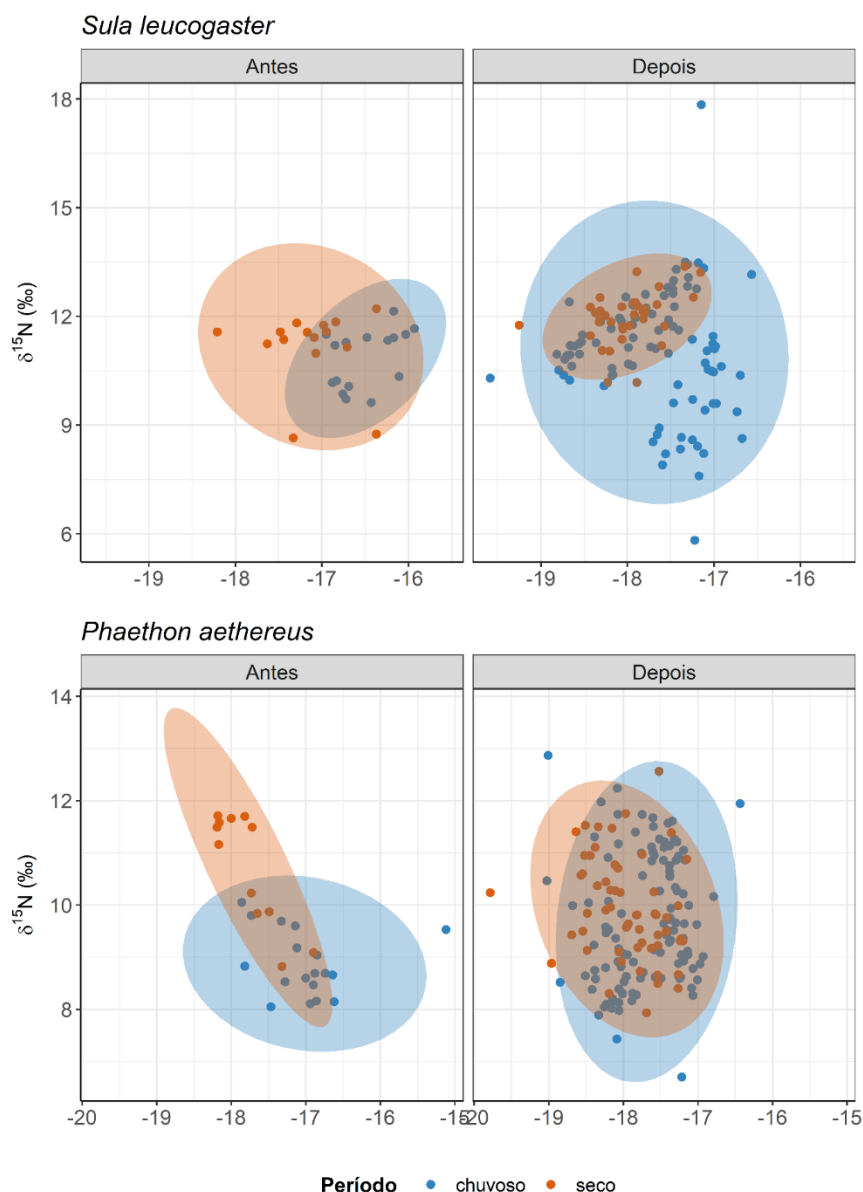 Sula leucogaster
Antes Depois
18
15
12
9
6
δ¹⁵N (‰)
-19 -18 -17 -16 -19 -18 -17 -16
Phaethon aethereus
Antes Depois
14
12
10
8
δ¹⁵N (‰)
-20 -19 -18 -17 -16 -15 -20 -19 -18 -17 -16 -15
Período chuvoso seco